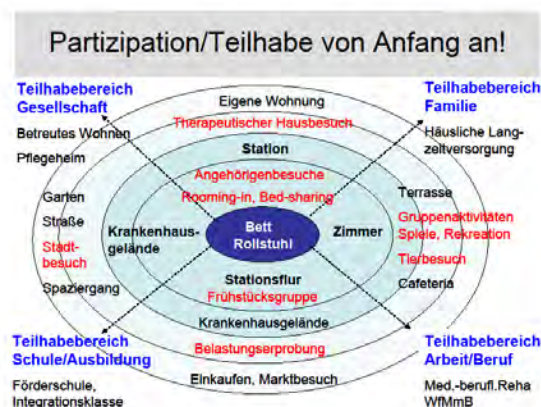 Partizipation/Teilhabe von Anfang an!
Teilhabebereich
Gesellschaft
Betreutes Wohnen
Pflegeheim
Eigene Wohnung
Therapeutischer Hausbesuch
Station
Angehörigenbesuche
Rooming-in, Bed-sharing
Teilhabebereich
Familie
Häusliche Lang-
zeitversorgung
Garten
Straße
Stadt-
besuch
Spaziergang
Krankenhaus-
gelände
Bett
Rollstuhl
Zimmer
Terrasse
Gruppenaktivitäten
Spiele, Rekreation
Tierbesuch
Cafeteria
Stationsflur
Frühstücksgruppe
Krankenhausgelände
Belastungserprobung
Einkaufen, Marktbesuch
Teilhabebereich
Schule/Ausbildung
Förderschule,
Integrationsklasse
Teilhabebereich
Arbeit/Beruf
Med.-berufl.Reha
WfMmB